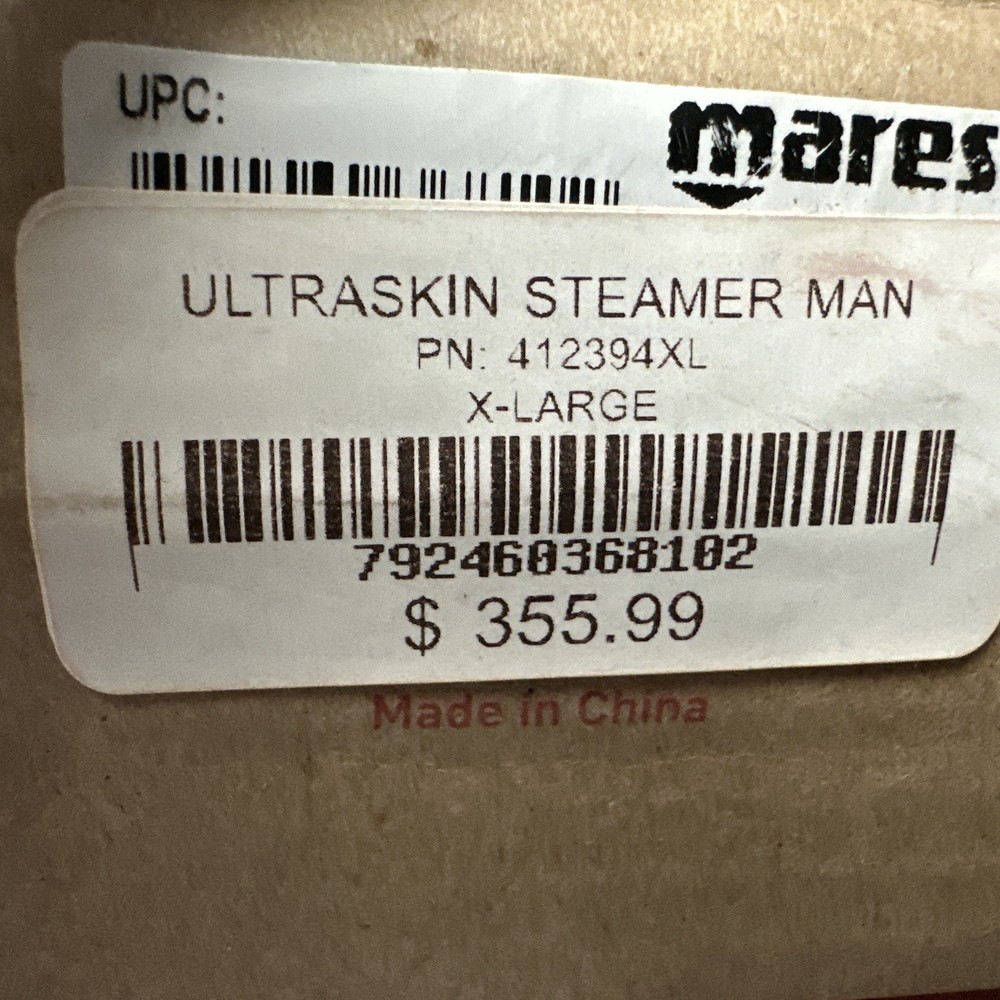 UPC:
mares
ULTRASKIN STEAMER MAN
PN: 412394XL
X-LARGE
792460368102
$ 355.99
Made in China